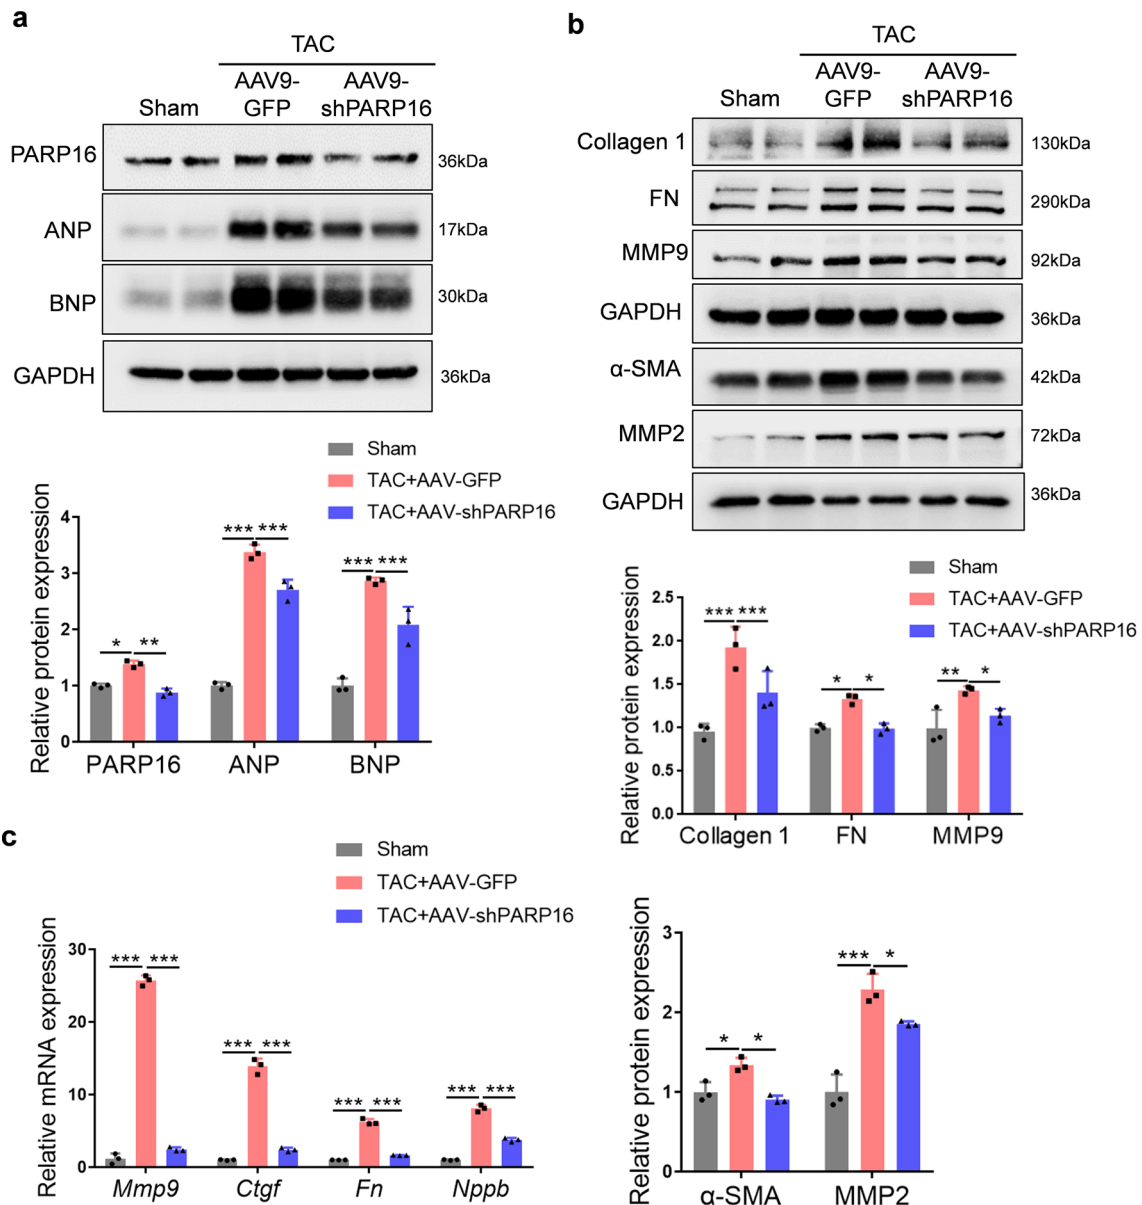 a
TAC
AAV9-
GFP
AAV9-
shPARP16
Sham
PARP16
36kDa
ANP
17kDa
BNP
30kDa
GAPDH
36kDa
Sham
TAC+AAV-GFP
TAC+AAV-shPARP16
Relative protein expression
4
3
2
1
0
* **
*** ***
*** ***
PARP16 ANP BNP
b
TAC
AAV9-
GFP
AAV9-
shPARP16
Sham
Collagen 1
130kDa
FN
290kDa
MMP9
92kDa
GAPDH
36kDa
α-SMA
42kDa
MMP2
72kDa
GAPDH
36kDa
Sham
TAC+AAV-GFP
TAC+AAV-shPARP16
Relative protein expression
2.5
2.0
1.5
1.0
0.5
0.0
*** ***
* *
** *
Collagen 1 FN MMP9
Relative protein expression
3
2
1
0
* *
*** *
α-SMA MMP2
c
Sham
TAC+AAV-GFP
TAC+AAV-shPARP16
Relative mRNA expression
30
20
10
0
*** ***
*** ***
*** ***
*** ***
Mmp9 Ctgf Fn Nppb